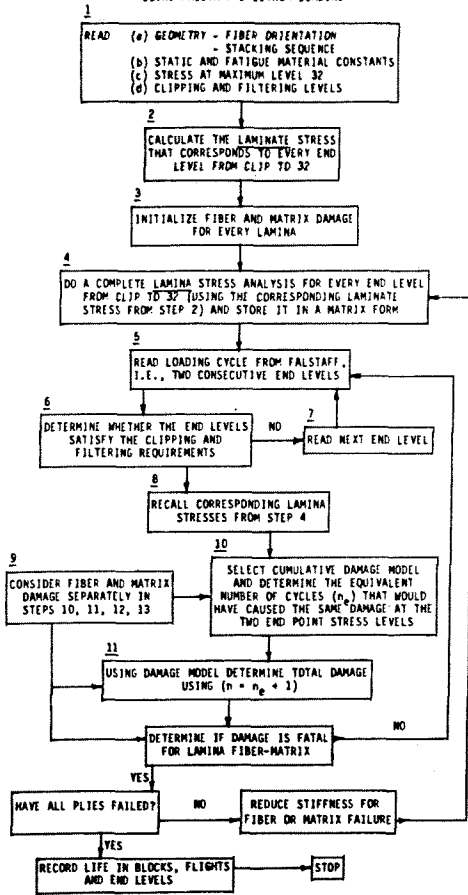 1
READ (a) GEOMETRY - FIBER ORIENTATION
- STACKING SEQUENCE
(b) STATIC AND FATIGUE MATERIAL CONSTANTS
(c) STRESS AT MAXIMUM LEVEL 32
(d) CLIPPING AND FILTERING LEVELS
2
CALCULATE THE LAMINATE STRESS
THAT CORRESPONDS TO EVERY END
LEVEL FROM CLIP TO 32
3
INITIALIZE FIBER AND MATRIX DAMAGE
FOR EVERY LAMINA
4
DO A COMPLETE LAMINA STRESS ANALYSIS FOR EVERY END LEVEL
FROM CLIP TO 32 (USING THE CORRESPONDING LAMINATE
STRESS FROM STEP 2) AND STORE IT IN A MATRIX FORM
5
READ LOADING CYCLE FROM FALSTAFF,
I.E., TWO CONSECUTIVE END LEVELS
6
DETERMINE WHETHER THE END LEVELS
SATISFY THE CLIPPING AND
FILTERING REQUIREMENTS
NO
7
READ NEXT END LEVEL
8
RECALL CORRESPONDING LAMINA
STRESSES FROM STEP 4
9
CONSIDER FIBER AND MATRIX
DAMAGE SEPARATELY IN
STEPS 10, 11, 12, 13
10
SELECT CUMULATIVE DAMAGE MODEL
AND DETERMINE THE EQUIVALENT
NUMBER OF CYCLES (ne) THAT WOULD
HAVE CAUSED THE SAME DAMAGE AT THE
TWO END POINT STRESS LEVELS
11
USING DAMAGE MODEL DETERMINE TOTAL DAMAGE
USING (n = ne + 1)
DETERMINE IF DAMAGE IS FATAL
FOR LAMINA FIBER-MATRIX
NO
YES
HAVE ALL PLIES FAILED?
NO
REDUCE STIFFNESS FOR
FIBER OR MATRIX FAILURE
YES
RECORD LIFE IN BLOCKS, FLIGHTS
AND END LEVELS
STOP